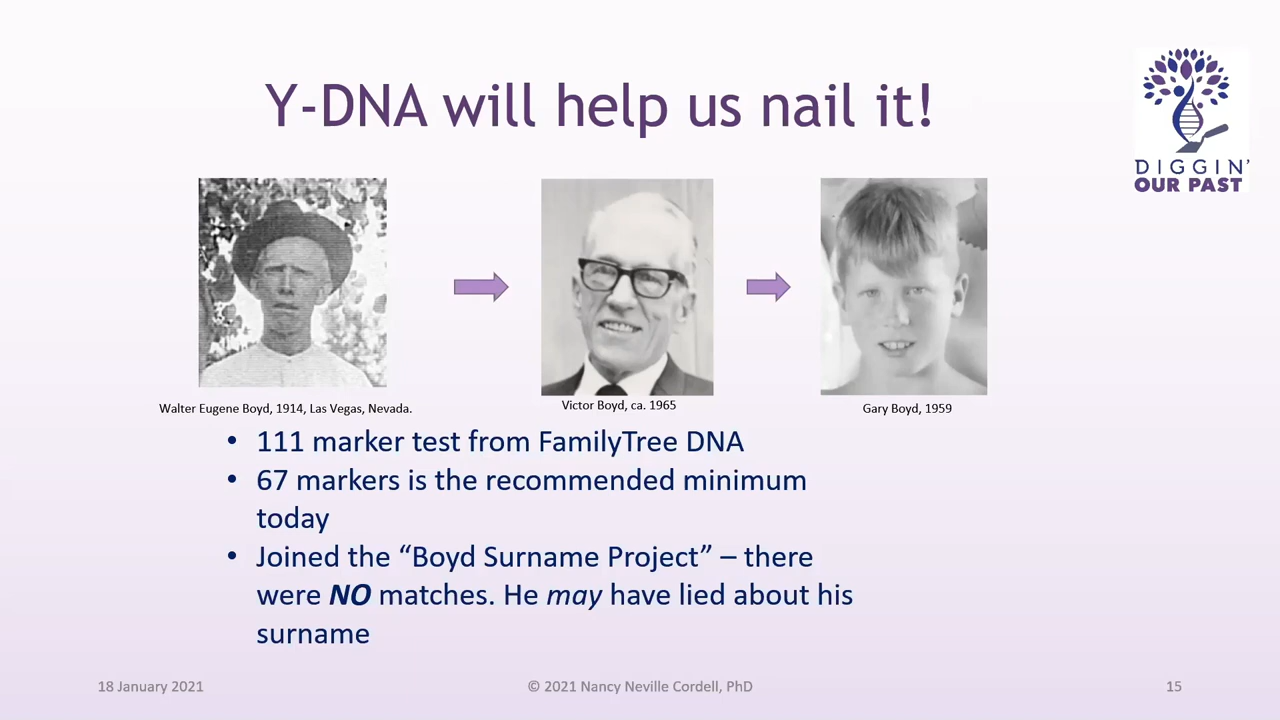 Y-DNA will help us nail it!
DIGGIN'
OUR PAST
Walter Eugene Boyd, 1914, Las Vegas, Nevada.
Victor Boyd, ca. 1965
Gary Boyd, 1959
• 111 marker test from FamilyTree DNA
• 67 markers is the recommended minimum
today
• Joined the “Boyd Surname Project” – there
were NO matches. He may have lied about his
surname
18 January 2021
© 2021 Nancy Neville Cordell, PhD
15